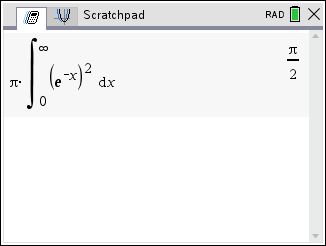 Scratchpad RAD
π·∫₀^∞ (e^-x)^2 dx π/2